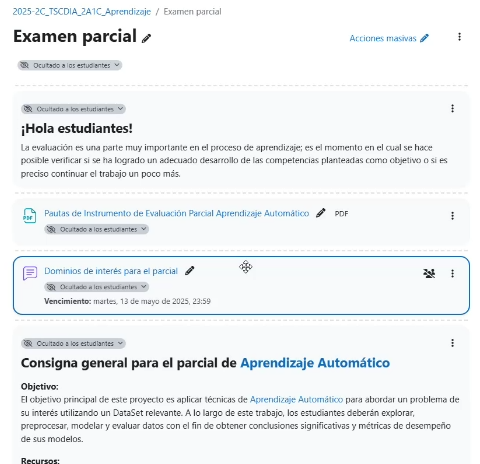 2025-2C_TSCDIA_2A1C_Aprendizaje / Examen parcial
Examen parcial
Acciones masivas
Ocultado a los estudiantes
Ocultado a los estudiantes
¡Hola estudiantes!
La evaluación es una parte muy importante en el proceso de aprendizaje; es el momento en el cual se hace
posible verificar si se ha logrado un adecuado desarrollo de las competencias planteadas como objetivo o si es
preciso continuar el trabajo un poco más.
Pautas de Instrumento de Evaluación Parcial Aprendizaje Automático PDF
Ocultado a los estudiantes
Dominios de interés para el parcial
Ocultado a los estudiantes
Vencimiento: martes, 13 de mayo de 2025, 23:59
Ocultado a los estudiantes
Consigna general para el parcial de Aprendizaje Automático
Objetivo:
El objetivo principal de este proyecto es aplicar técnicas de Aprendizaje Automático para abordar un problema de
su interés utilizando un DataSet relevante. A lo largo de este trabajo, los estudiantes deberán explorar,
preprocesar, modelar y evaluar datos con el fin de obtener conclusiones significativas y métricas de desempeño
de sus modelos.
Recursos: